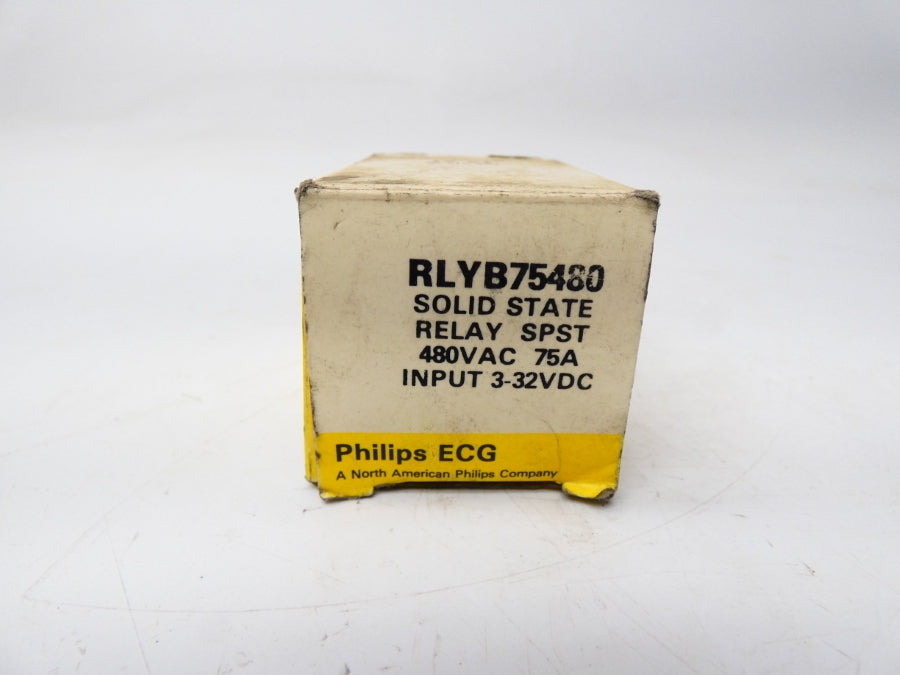 RLYB75480
SOLID STATE
RELAY SPST
480VAC 75A
INPUT 3-32VDC
Philips ECG
A North American Philips Company